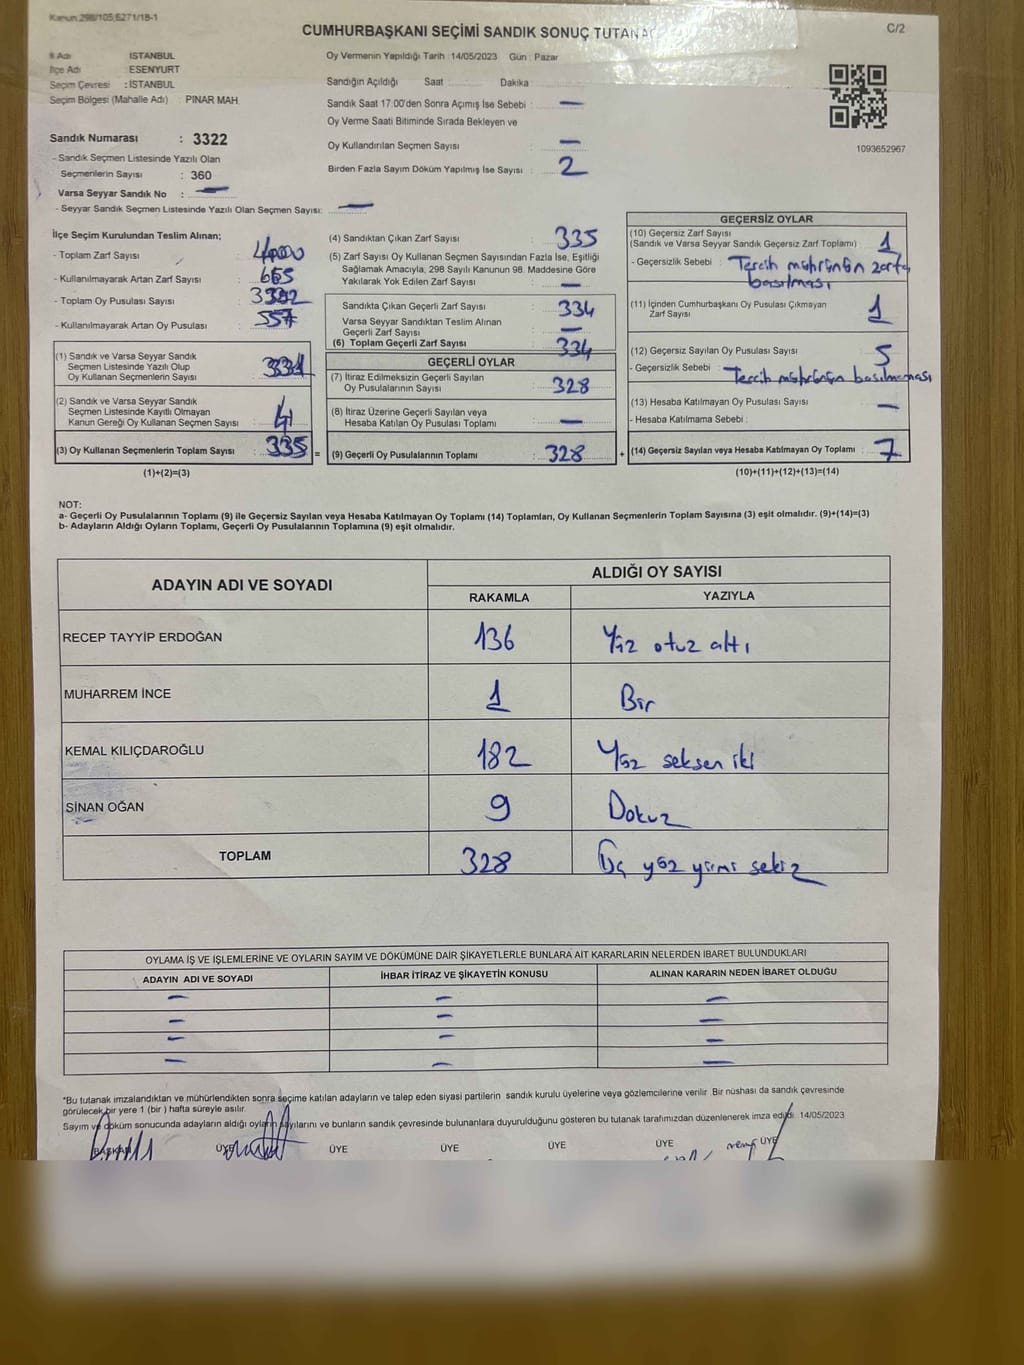 Kanun 298/105,5271/18-1
CUMHURBAŞKANI SEÇİMİ SANDIK SONUÇ TUTANA
C/2
Adı İSTANBUL
İlçe Adı ESENYURT
Seçim Çevresi : İSTANBUL
Seçim Bölgesi (Mahalle Adı) : PINAR MAH
Sandık Numarası : 3322
- Sandık Seçmen Listesinde Yazılı Olan
Seçmenlerin Sayısı : 360
Varsa Seyyar Sandık No : —
- Seyyar Sandık Seçmen Listesinde Yazılı Olan Seçmen Sayısı: —
Oy Vermenin Yapıldığı Tarih : 14/05/2023 Gün : Pazar
Sandığın Açıldığı Saat Dakika
Sandık Saat 17:00'den Sonra Açımış İse Sebebi : —
Oy Verme Saati Bitiminde Sırada Bekleyen ve
Oy Kullandırılan Seçmen Sayısı : —
Birden Fazla Sayım Döküm Yapılmış İse Sayısı : 2
1093652967
İlçe Seçim Kurulundan Teslim Alınan;
- Toplam Zarf Sayısı : 4000
- Kullanılmayarak Artan Zarf Sayısı : 665
- Toplam Oy Pusulası Sayısı :
- Kullanılmayarak Artan Oy Pusulası : 557
(1) Sandık ve Varsa Seyyar Sandık
Seçmen Listesinde Yazılı Olup
Oy Kullanan Seçmenlerin Sayısı :
(2) Sandık ve Varsa Seyyar Sandık
Seçmen Listesinde Kayıtlı Olmayan
Kanun Gereği Oy Kullanan Seçmen Sayısı : 4
(3) Oy Kullanan Seçmenlerin Toplam Sayısı : 335 =
(1)+(2)=(3)
(4) Sandıktan Çıkan Zarf Sayısı : 335
(5) Zarf Sayısı Oy Kullanan Seçmen Sayısından Fazla İse, Eşitliği
Sağlamak Amacıyla, 298 Sayılı Kanunun 98. Maddesine Göre
Yakılarak Yok Edilen Zarf Sayısı : —
Sandıkta Çıkan Geçerli Zarf Sayısı : 334
Varsa Seyyar Sandıktan Teslim Alınan
Geçerli Zarf Sayısı : —
(6) Toplam Geçerli Zarf Sayısı : 334
GEÇERLİ OYLAR
(7) İtiraz Edilmeksizin Geçerli Sayılan
Oy Pusulasının Sayısı : 328
(8) İtiraz Üzerine Geçerli Sayılan veya
Hesaba Katılan Oy Pusulası Toplamı : —
(9) Geçerli Oy Pusulalarının Toplamı : 328 +
GEÇERSİZ OYLAR
(10) Geçersiz Zarf Sayısı
(Sandık ve Varsa Seyyar Sandık Geçersiz Zarf Toplamı) : 1
- Geçersizlik Sebebi : Tercih mührünün zarfa
basılması
(11) İçinden Cumhurbaşkanı Oy Pusulası Çıkmayan
Zarf Sayısı : 1
(12) Geçersiz Sayılan Oy Pusulası Sayısı : 5
- Geçersizlik Sebebi : Tercih mührünün basılmaması
(13) Hesaba Katılmayan Oy Pusulası Sayısı : —
- Hesaba Katılmama Sebebi :
(14) Geçersiz Sayılan veya Hesaba Katılmayan Oy Toplamı : 7
(10)+(11)+(12)+(13)=(14)
NOT:
a- Geçerli Oy Pusulalarının Toplamı (9) ile Geçersiz Sayılan veya Hesaba Katılmayan Oy Toplamı (14) Toplamları, Oy Kullanan Seçmenlerin Toplam Sayısına (3) eşit olmalıdır. (9)+(14)=(3)
b- Adayların Aldığı Oyların Toplamı, Geçerli Oy Pusulalarının Toplamına (9) eşit olmalıdır.
ADAYIN ADI VE SOYADI ALDIĞI OY SAYISI
RAKAMLA YAZIYLA
RECEP TAYYİP ERDOĞAN 136 Yüz otuz altı
MUHARREM İNCE 1 Bir
KEMAL KILIÇDAROĞLU 182 Yüz seksen iki
SİNAN OĞAN 9 Dokuz
TOPLAM 328 Üç yüz yirmi sekiz
OYLAMA İŞ VE İŞLEMLERİNE VE OYLARIN SAYIM VE DÖKÜMÜNE DAİR ŞİKAYETLERLE BUNLARA AİT KARARLARIN NELERDEN İBARET BULUNDUKLARI
ADAYIN ADI VE SOYADI İHBAR İTİRAZ VE ŞİKAYETİN KONUSU ALINAN KARARIN NEDEN İBARET OLDUĞU
— — —
— — —
— — —
— — —
*Bu tutanak imzalandıktan ve mühürlendikten sonra seçime katılan adayların ve talep eden siyasi partilerin sandık kurulu üyelerine veya gözlemcilerine verilir. Bir nüshası da sandık çevresinde
görülecek bir yere 1 (bir ) hafta süreyle asılır.
Sayım ve döküm sonucunda adayların aldığı oyların sayılarını ve bunların sandık çevresinde bulunanlara duyurulduğunu gösteren bu tutanak tarafımızdan düzenlenerek imza edildi. 14/05/2023
BAŞKAN ÜYE ÜYE ÜYE ÜYE ÜYE ÜYE